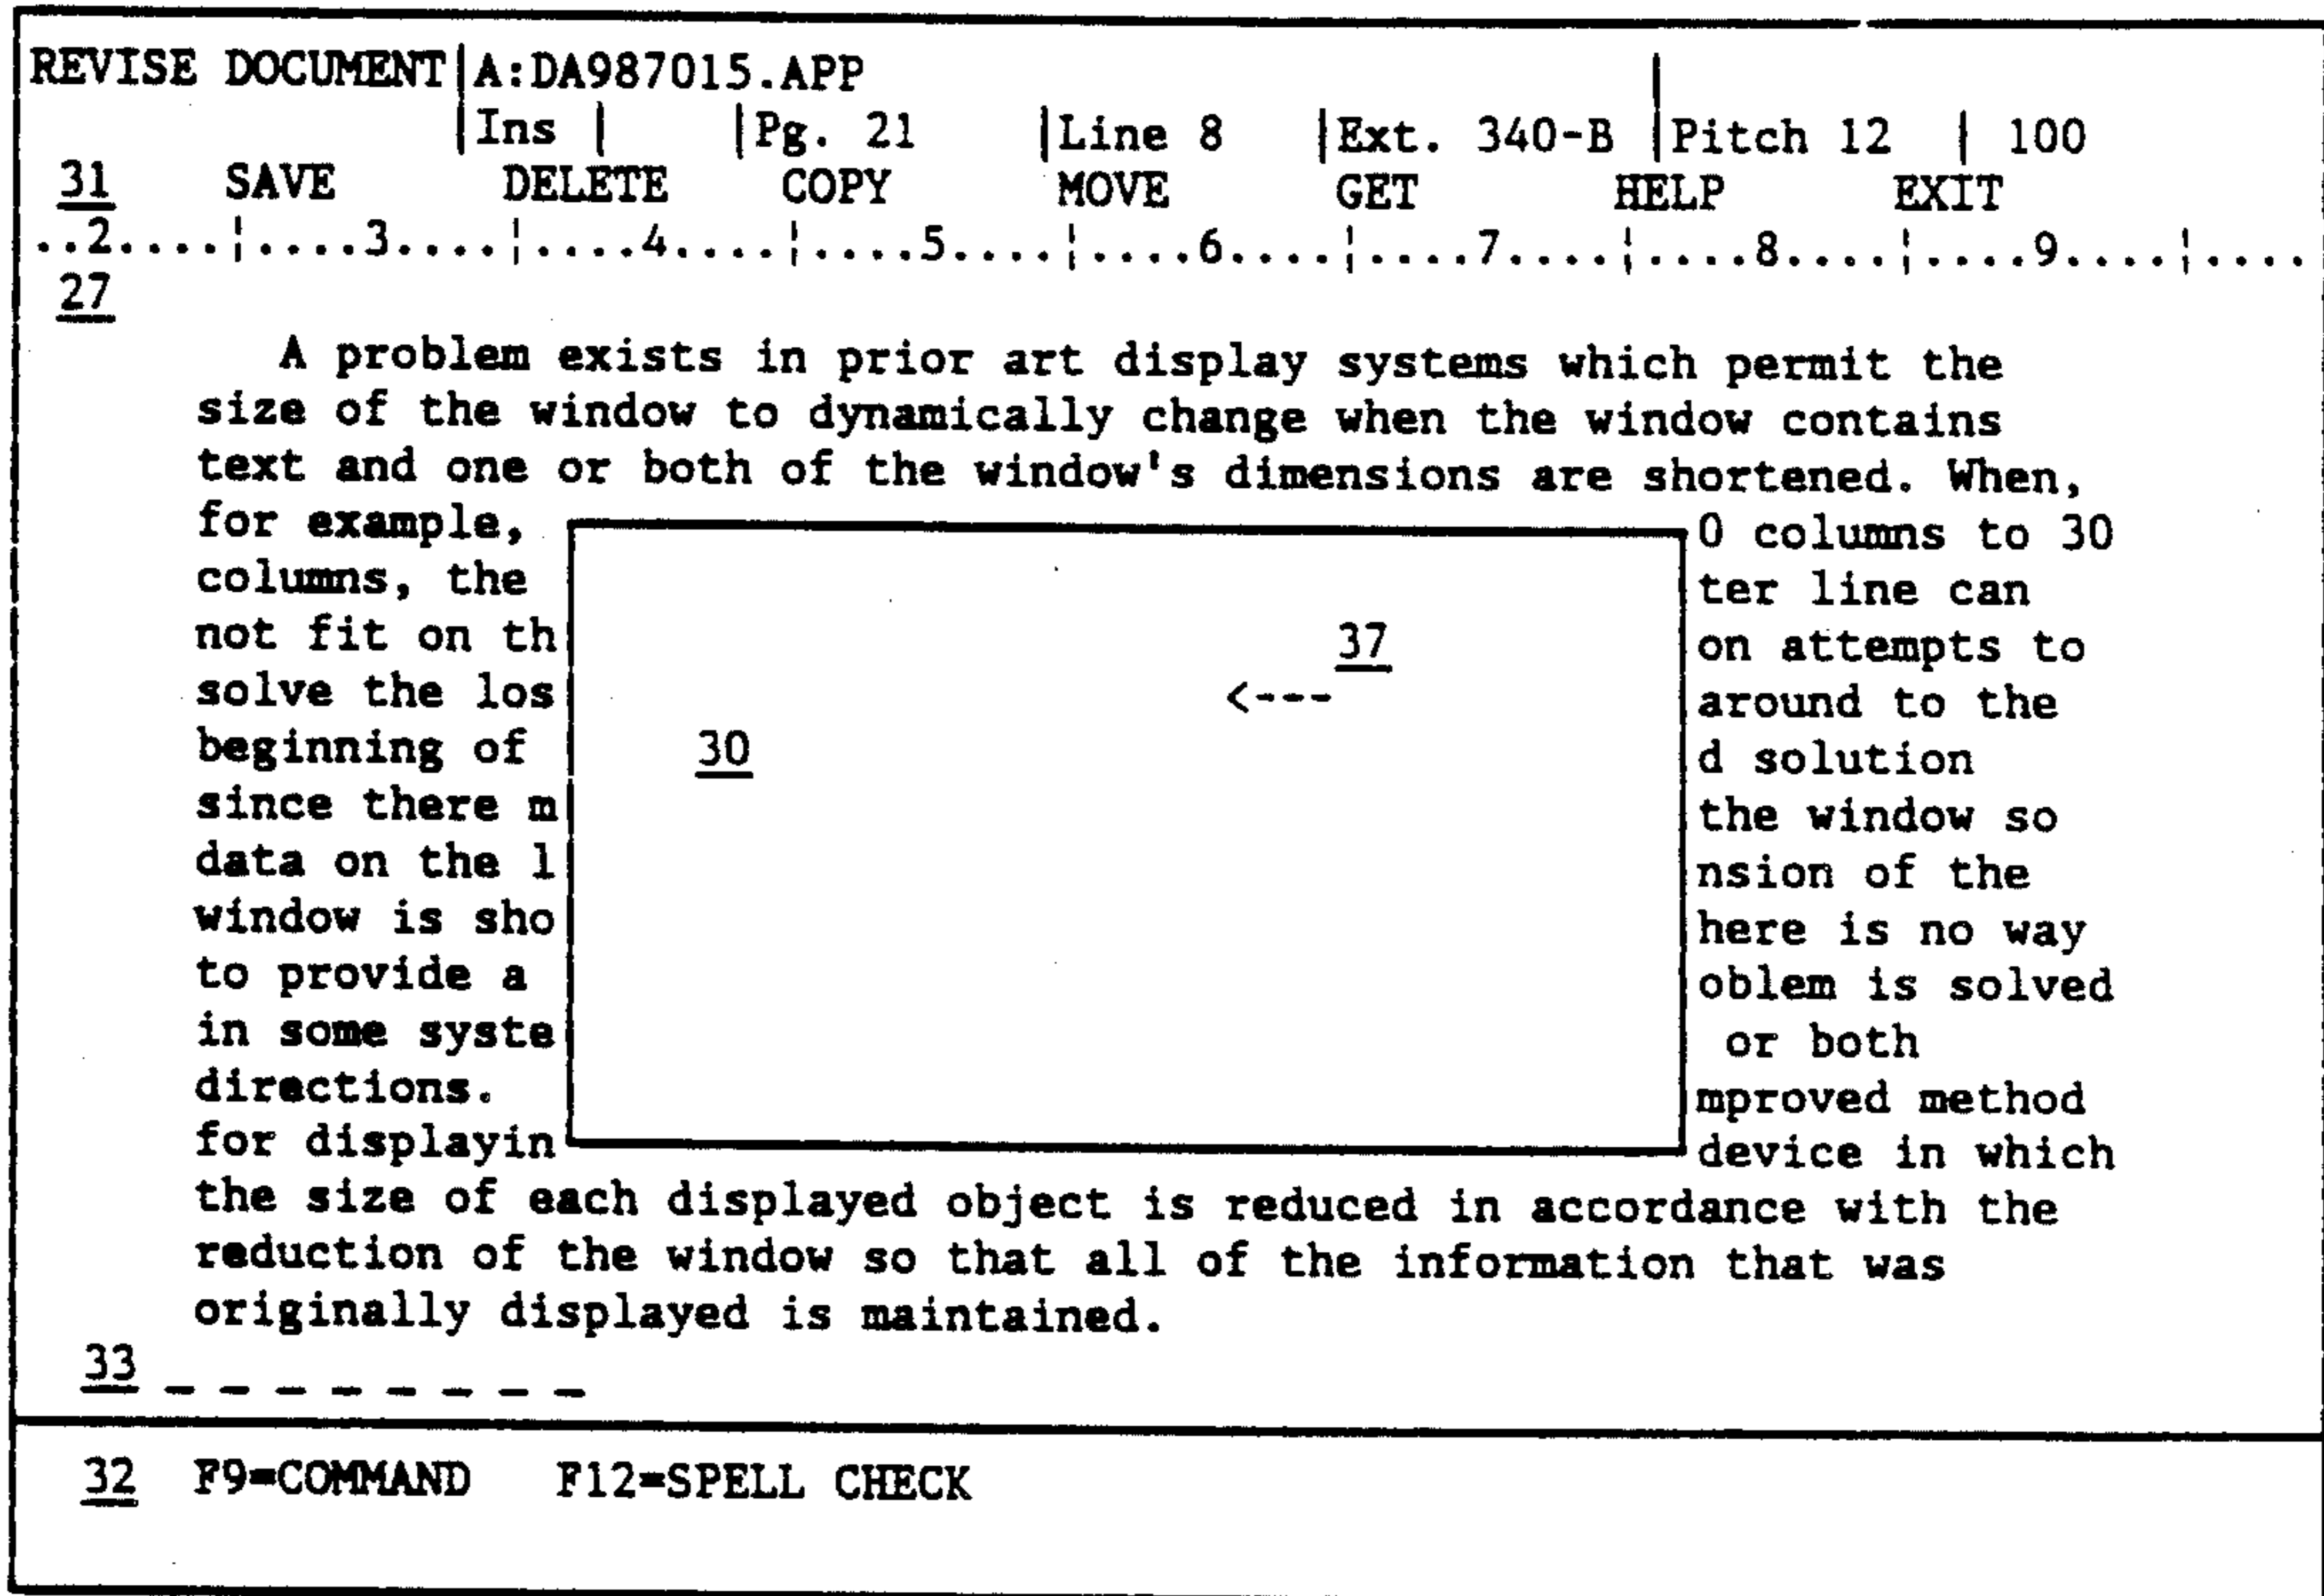 REVISE DOCUMENT|A:DA987015.APP |
|Ins | |Pg. 21 |Line 8 |Ext. 340-B |Pitch 12 | 100
31 SAVE DELETE COPY MOVE GET HELP EXIT
..2....¦....3....¦....4....¦....5....¦....6....¦....7....¦....8....¦....9....¦....
27
A problem exists in prior art display systems which permit the
size of the window to dynamically change when the window contains
text and one or both of the window's dimensions are shortened. When,
for example, 0 columns to 30
columns, the ter line can
not fit on th 37 on attempts to
solve the los <--- around to the
beginning of 30 d solution
since there m the window so
data on the l nsion of the
window is sho here is no way
to provide a oblem is solved
in some syste or both
directions. mproved method
for displayin device in which
the size of each displayed object is reduced in accordance with the
reduction of the window so that all of the information that was
originally displayed is maintained.
33 _ _ _ _ _ _ _ _
32 F9=COMMAND F12=SPELL CHECK